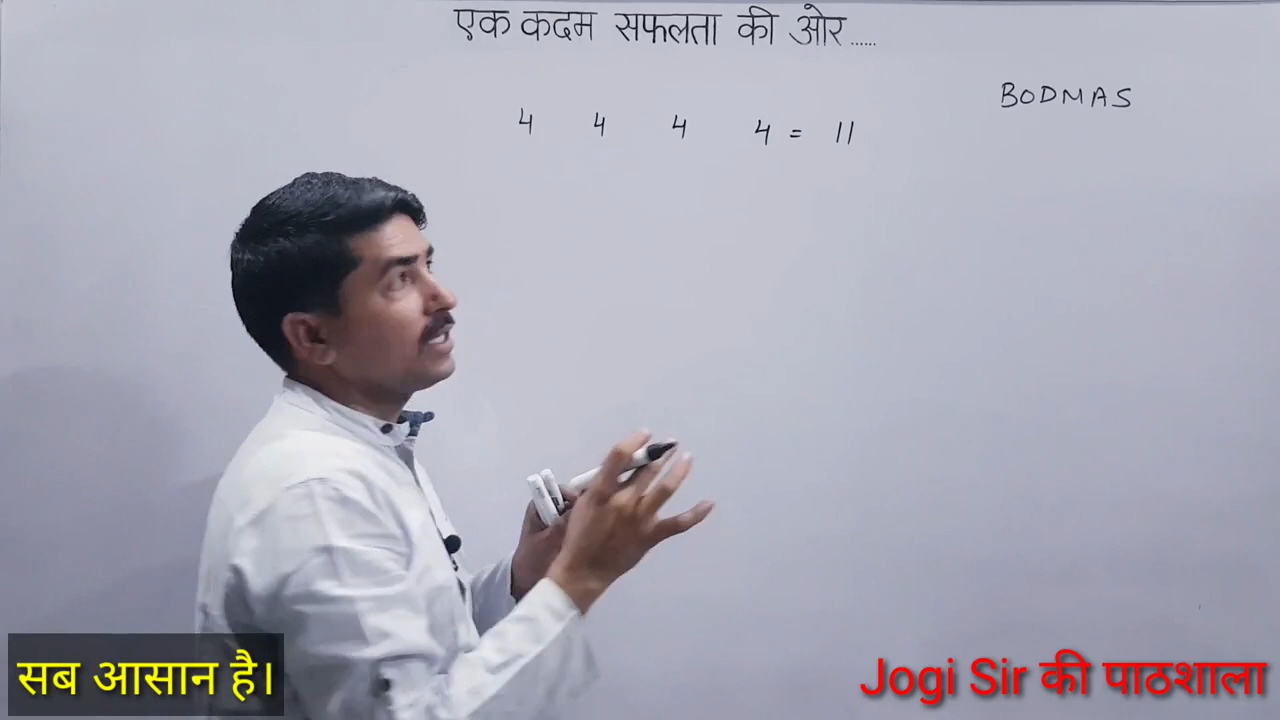 एक कदम सफलता की ओर......
BODMAS
4 4 4 4 = 11
सब आसान है।
Jogi Sir की पाठशाला